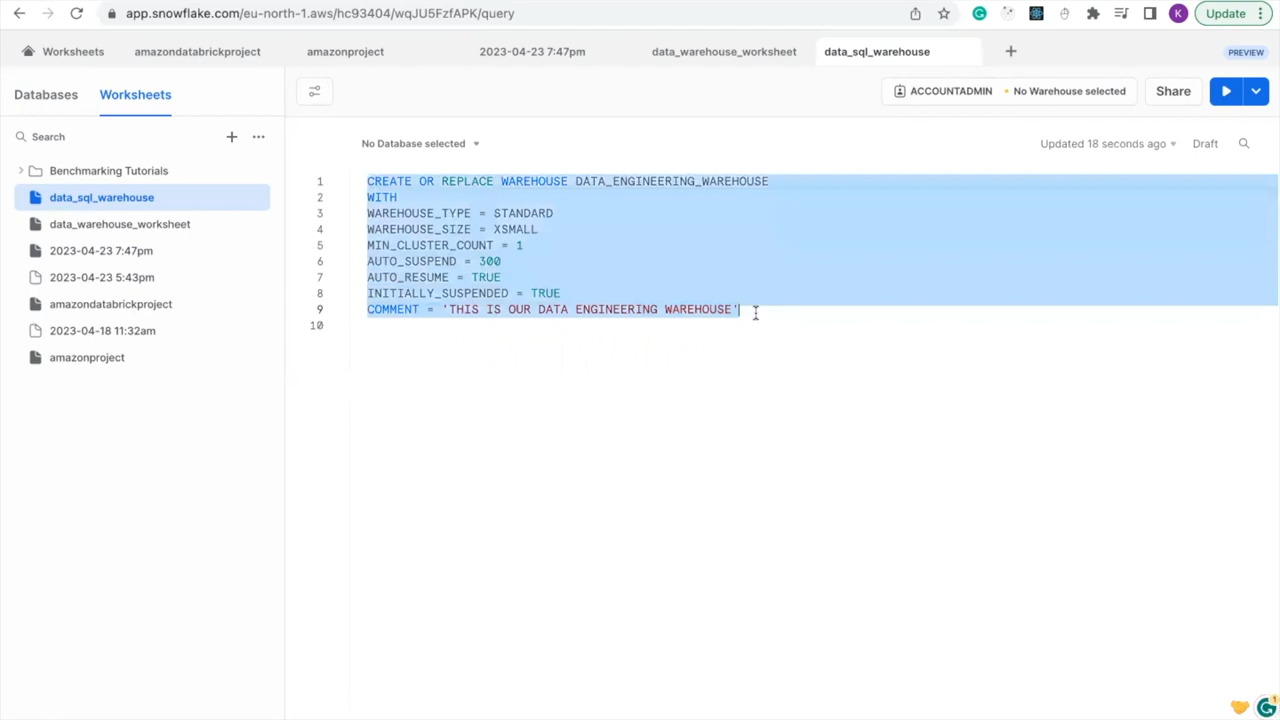 app.snowflake.com/eu-north-1.aws/hc93404/wqJU5FzfAPK/query
K
Update
Worksheets
amazondatabrickproject
amazonproject
2023-04-23 7:47pm
data_warehouse_worksheet
data_sql_warehouse
PREVIEW
Databases
Worksheets
ACCOUNTADMIN
No Warehouse selected
Share
Search
No Database selected
Updated 18 seconds ago
Draft
Benchmarking Tutorials
data_sql_warehouse
data_warehouse_worksheet
2023-04-23 7:47pm
2023-04-23 5:43pm
amazondatabrickproject
2023-04-18 11:32am
amazonproject
1 CREATE OR REPLACE WAREHOUSE DATA_ENGINEERING_WAREHOUSE
2 WITH
3 WAREHOUSE_TYPE = STANDARD
4 WAREHOUSE_SIZE = XSMALL
5 MIN_CLUSTER_COUNT = 1
6 AUTO_SUSPEND = 300
7 AUTO_RESUME = TRUE
8 INITIALLY_SUSPENDED = TRUE
9 COMMENT = 'THIS IS OUR DATA ENGINEERING WAREHOUSE'
10
1